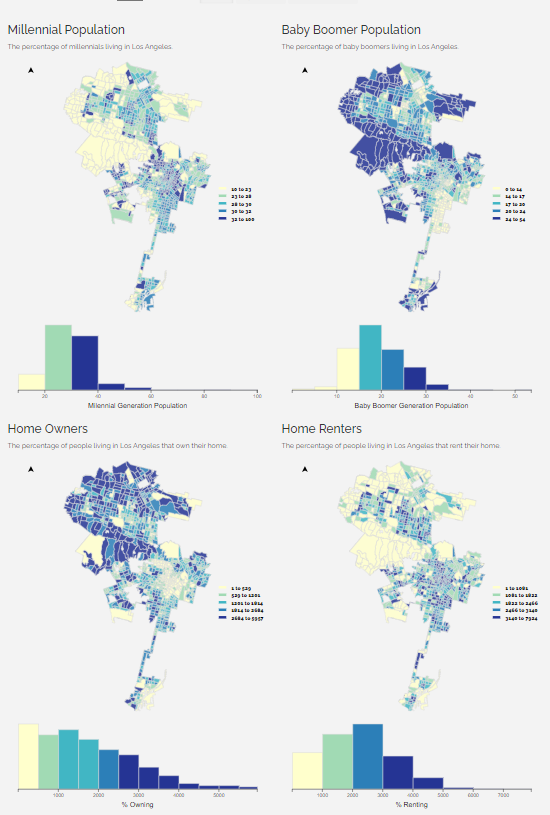 Millennial Population
The percentage of millennials living in Los Angeles.
10 to 23
23 to 28
28 to 30
30 to 32
32 to 100
20 40 60 80 100
Milennial Generation Population
Baby Boomer Population
The percentage of baby boomers living in Los Angeles.
0 to 14
14 to 17
17 to 20
20 to 24
24 to 54
10 20 30 40 50
Baby Boomer Generation Population
Home Owners
The percentage of people living in Los Angeles that own their home.
1 to 529
529 to 1201
1201 to 1814
1814 to 2684
2684 to 5957
1000 2000 3000 4000 5000
% Owning
Home Renters
The percentage of people living in Los Angeles that rent their home.
1 to 1081
1081 to 1822
1822 to 2466
2466 to 3140
3140 to 7924
1000 2000 3000 4000 5000 6000 7000
% Renting